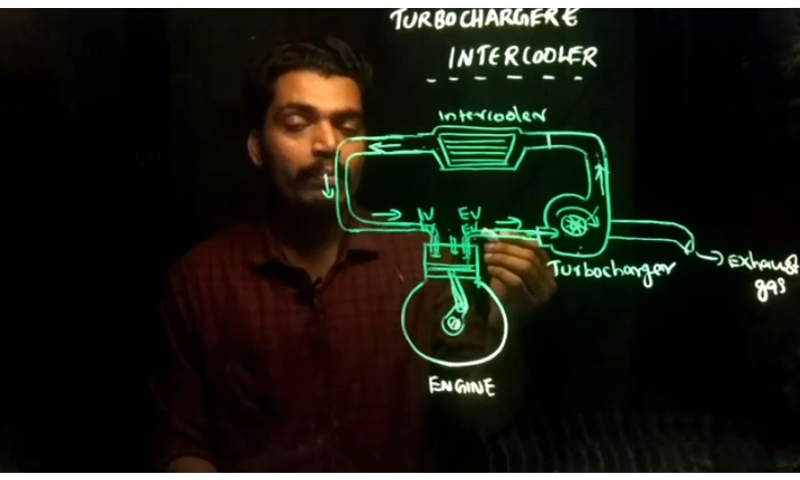 TURBOCHARGER &
INTERCOOLER
Intercooler
IV EV
Turbocharger
Exhaust
gas
ENGINE